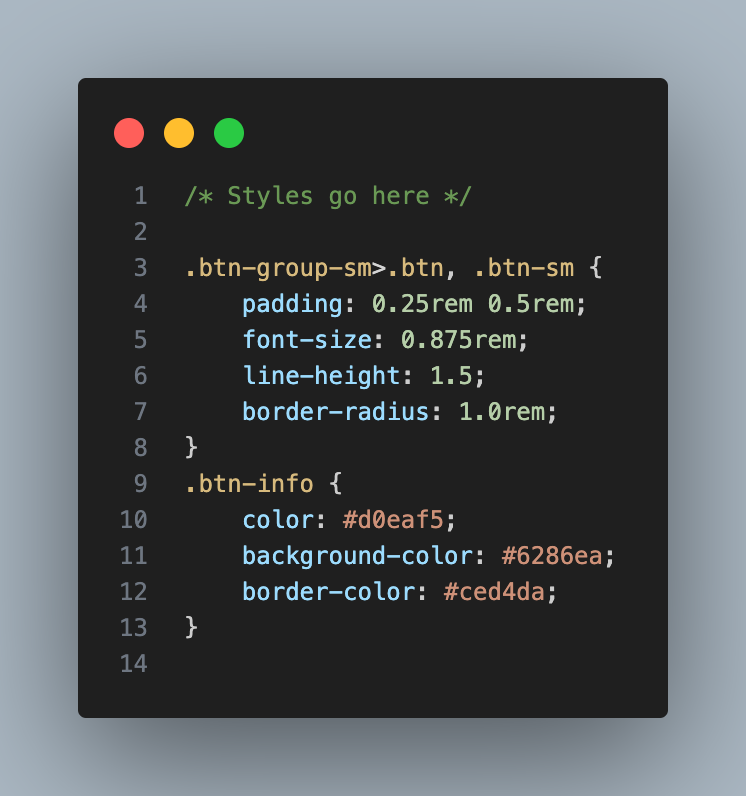 1 /* Styles go here */
2
3 .btn-group-sm>.btn, .btn-sm {
4     padding: 0.25rem 0.5rem;
5     font-size: 0.875rem;
6     line-height: 1.5;
7     border-radius: 1.0rem;
8 }
9 .btn-info {
10     color: #d0eaf5;
11     background-color: #6286ea;
12     border-color: #ced4da;
13 }
14